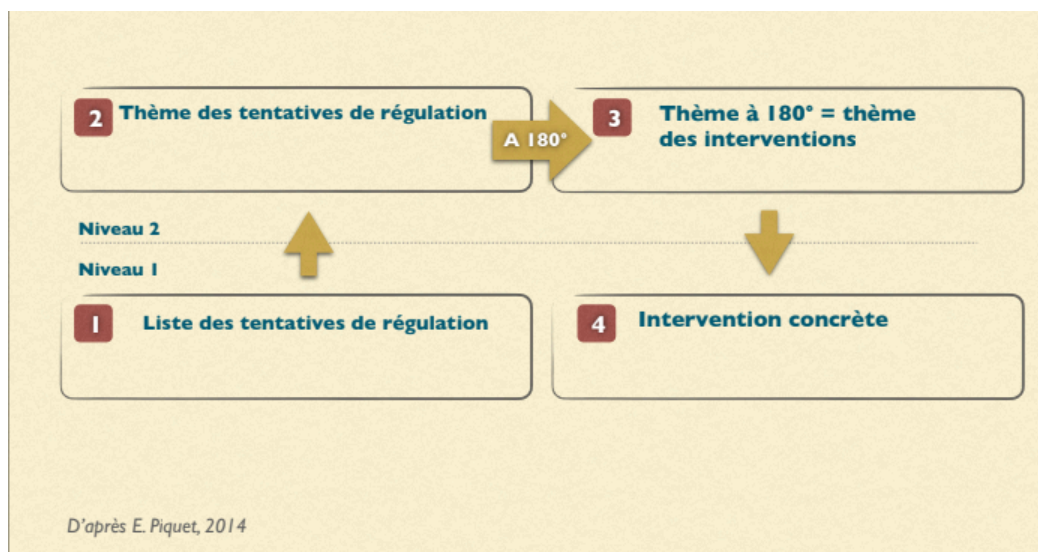 2 Thème des tentatives de régulation
A 180°
3 Thème à 180° = thème
des interventions
Niveau 2
Niveau 1
1 Liste des tentatives de régulation
4 Intervention concrète
D'après E. Piquet, 2014